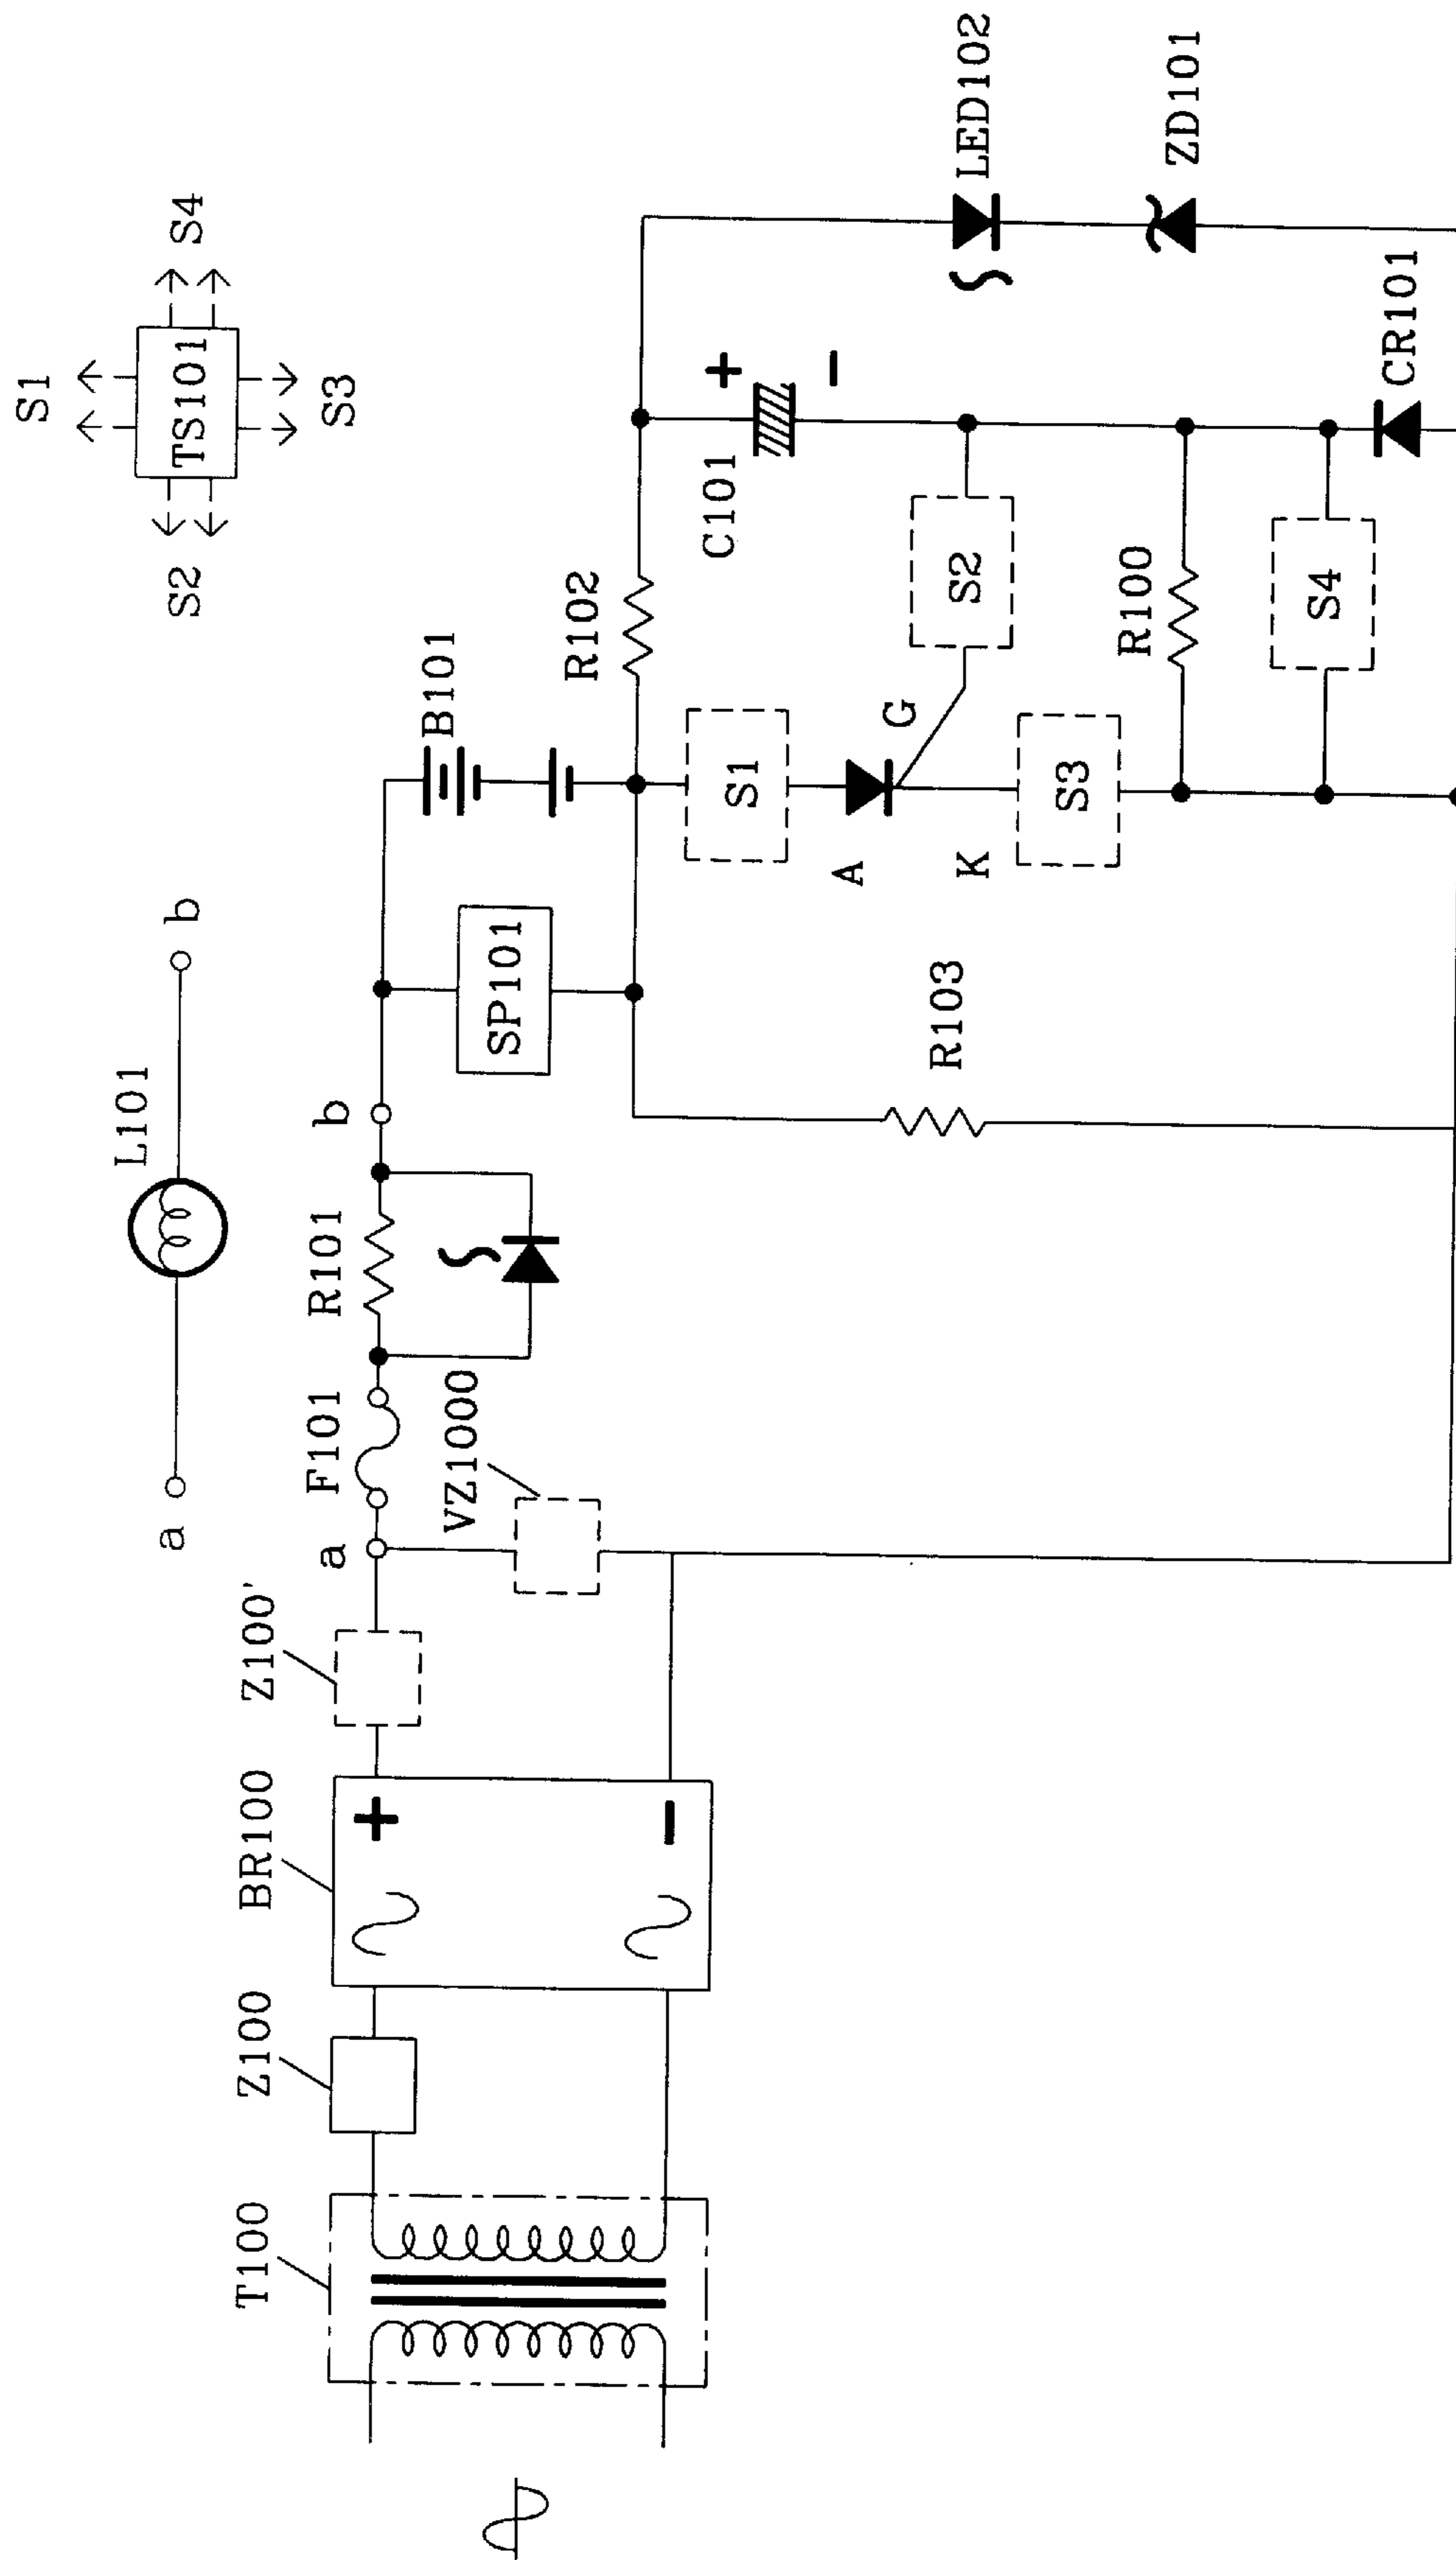 S1
S2
TS101
S4
S3
a
L101
b
T100
Z100
BR100
Z100'
a
F101
R101
b
VZ1000
SP101
B101
R102
C101
LED102
ZD101
CR101
R103
S1
A
G
K
S2
S3
R100
S4
+
−
+
−